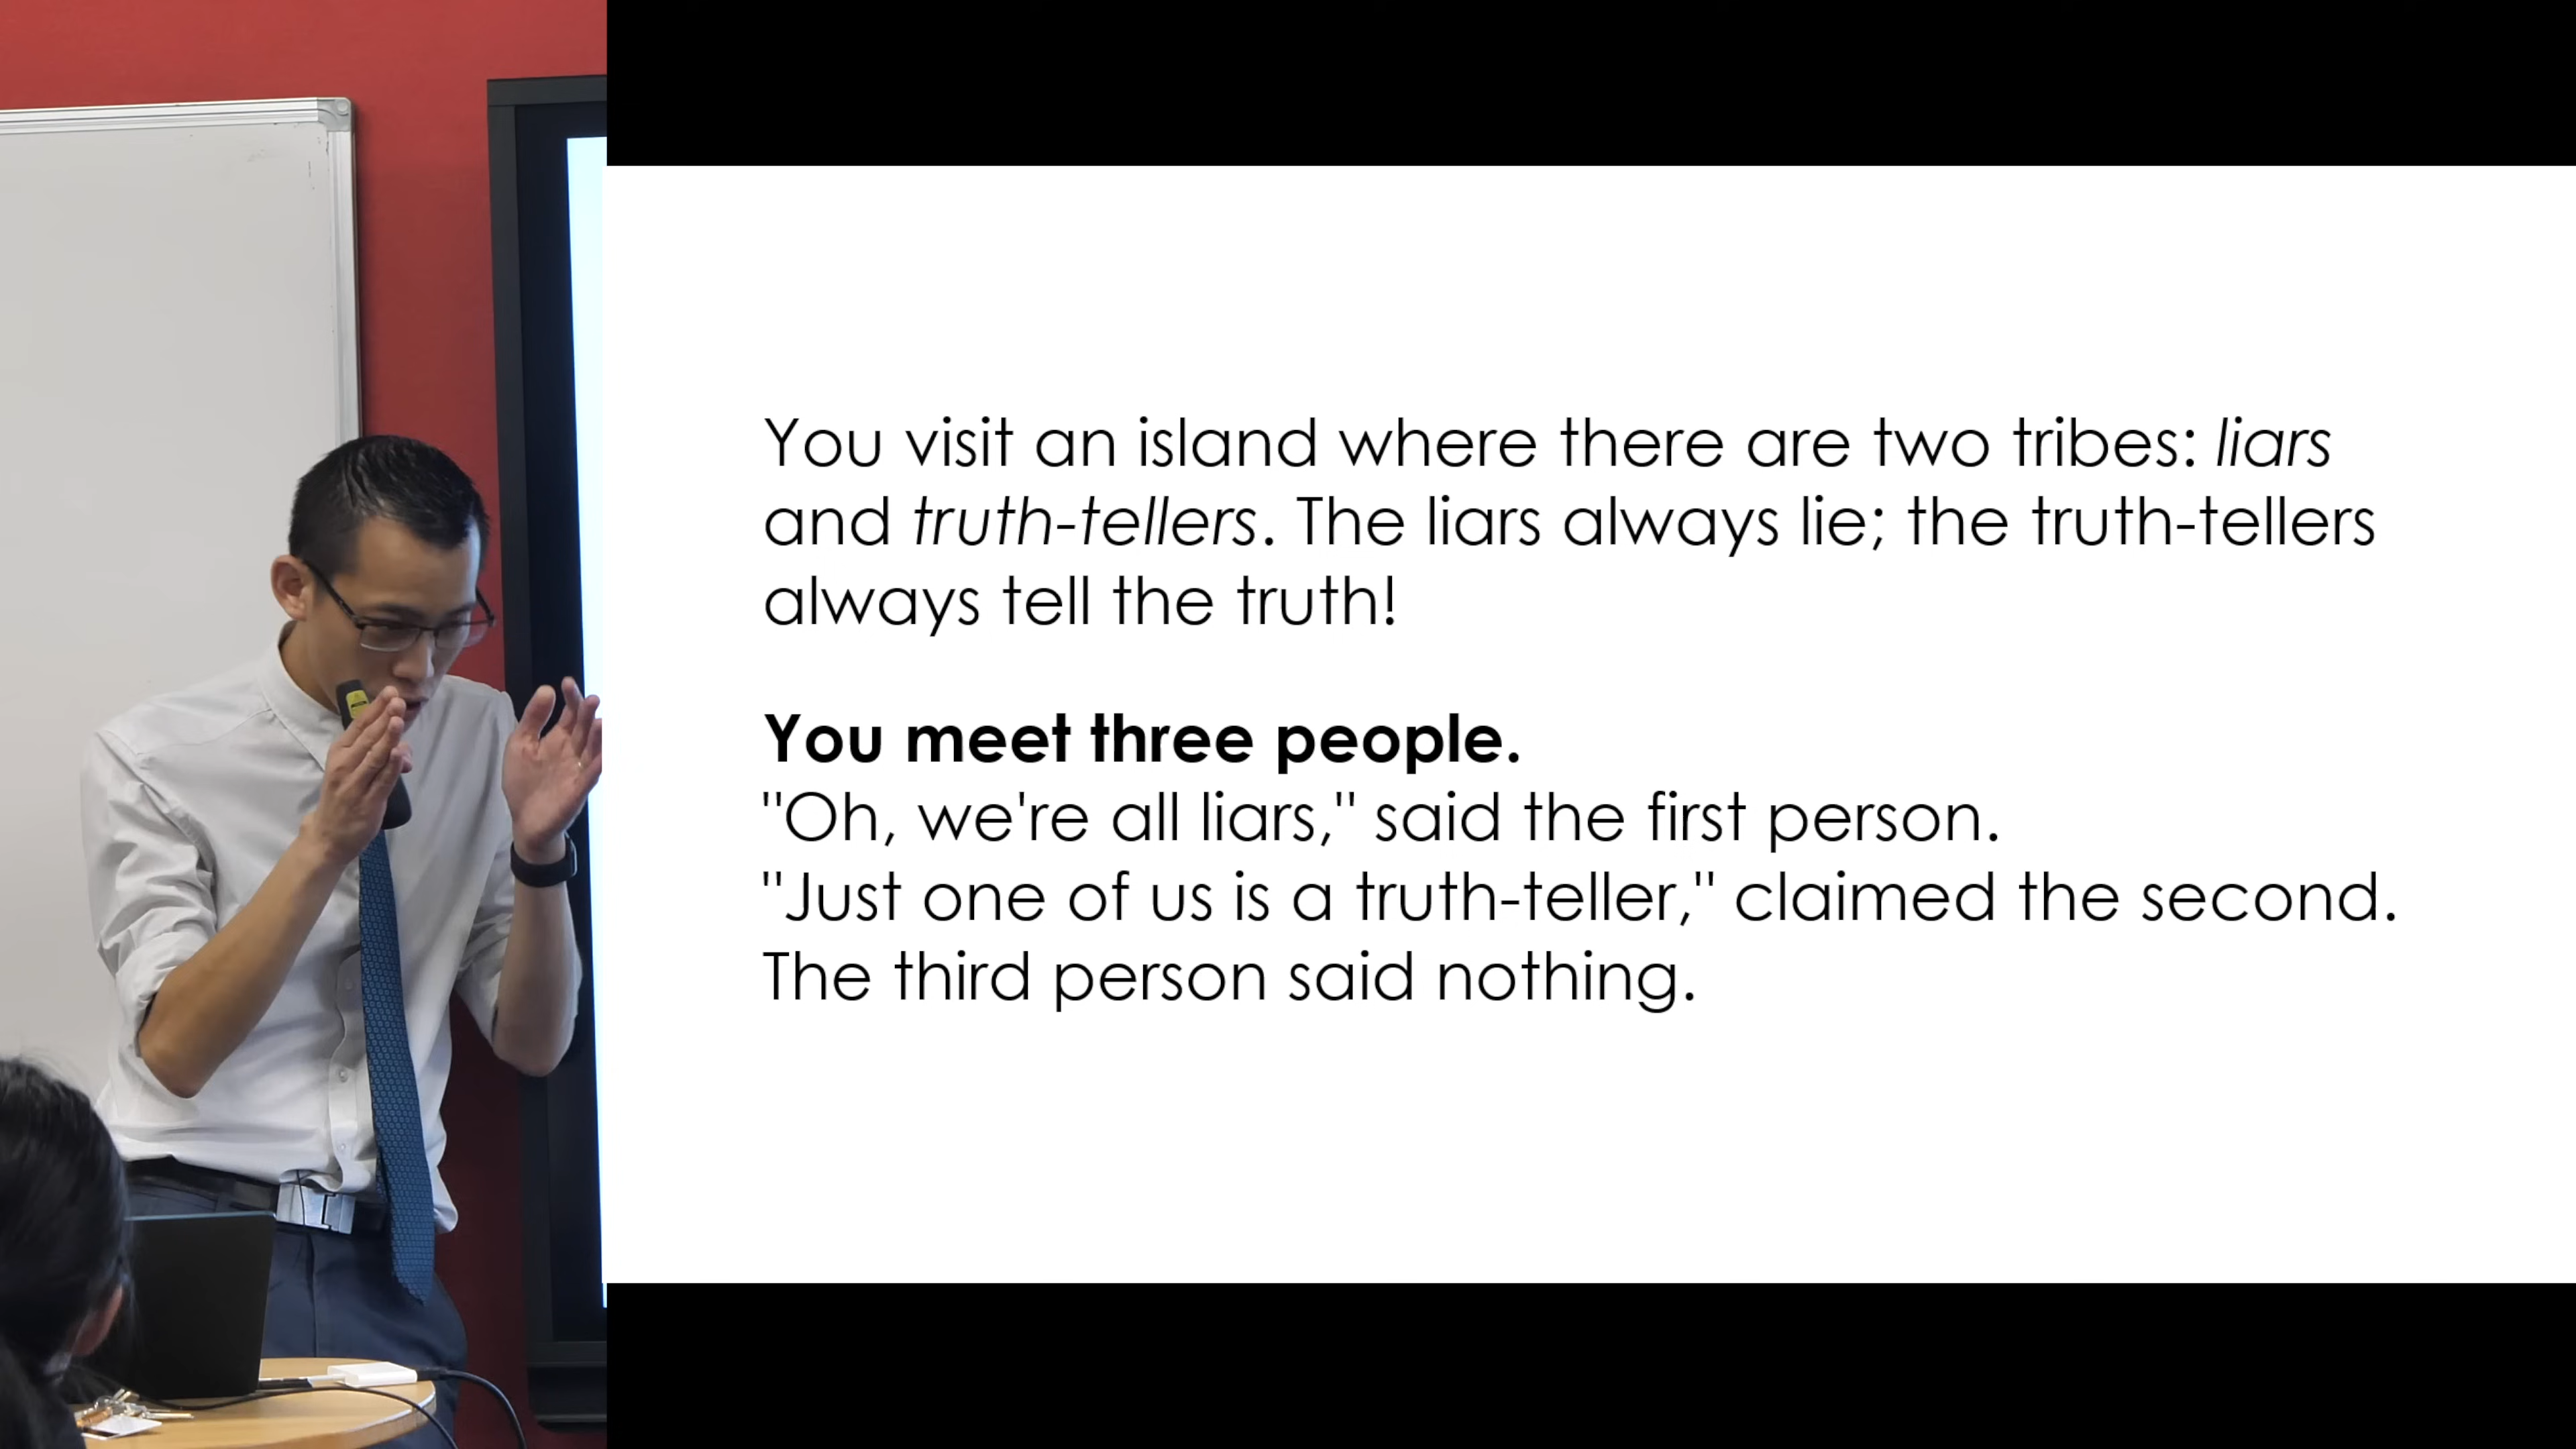 You visit an island where there are two tribes: liars
and truth-tellers. The liars always lie; the truth-tellers
always tell the truth!
You meet three people.
"Oh, we're all liars," said the first person.
"Just one of us is a truth-teller," claimed the second.
The third person said nothing.